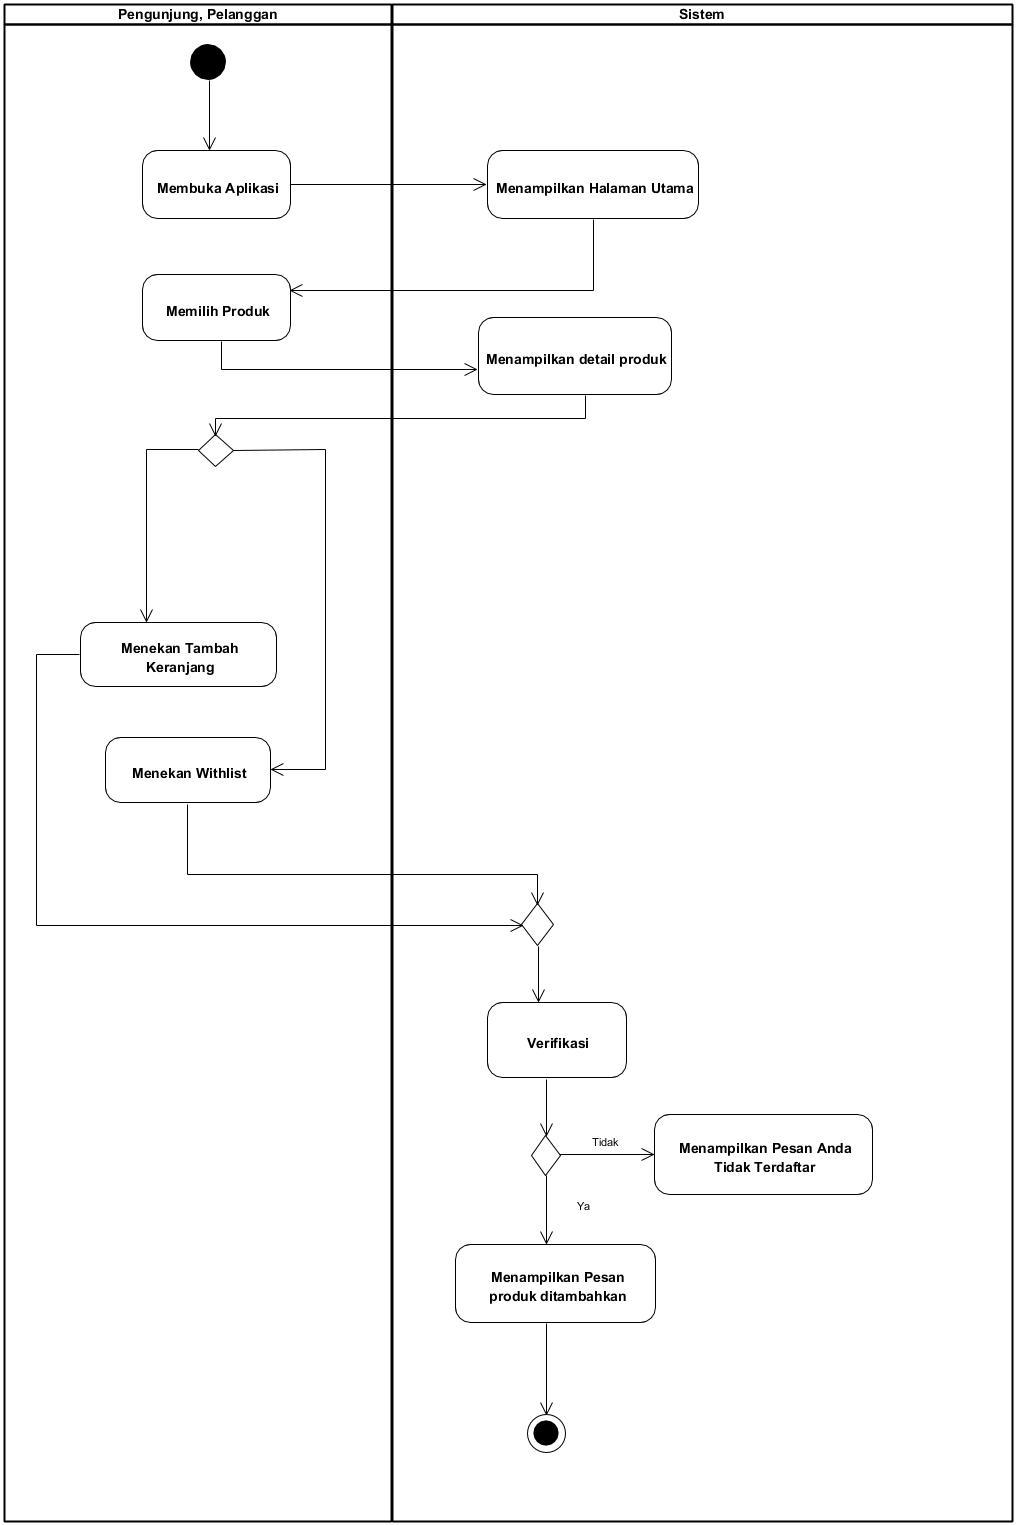 Pengunjung, Pelanggan
Sistem
Membuka Aplikasi
Menampilkan Halaman Utama
Memilih Produk
Menampilkan detail produk
Menekan Tambah
Keranjang
Menekan Withlist
Verifikasi
Tidak
Menampilkan Pesan Anda
Tidak Terdaftar
Ya
Menampilkan Pesan
produk ditambahkan